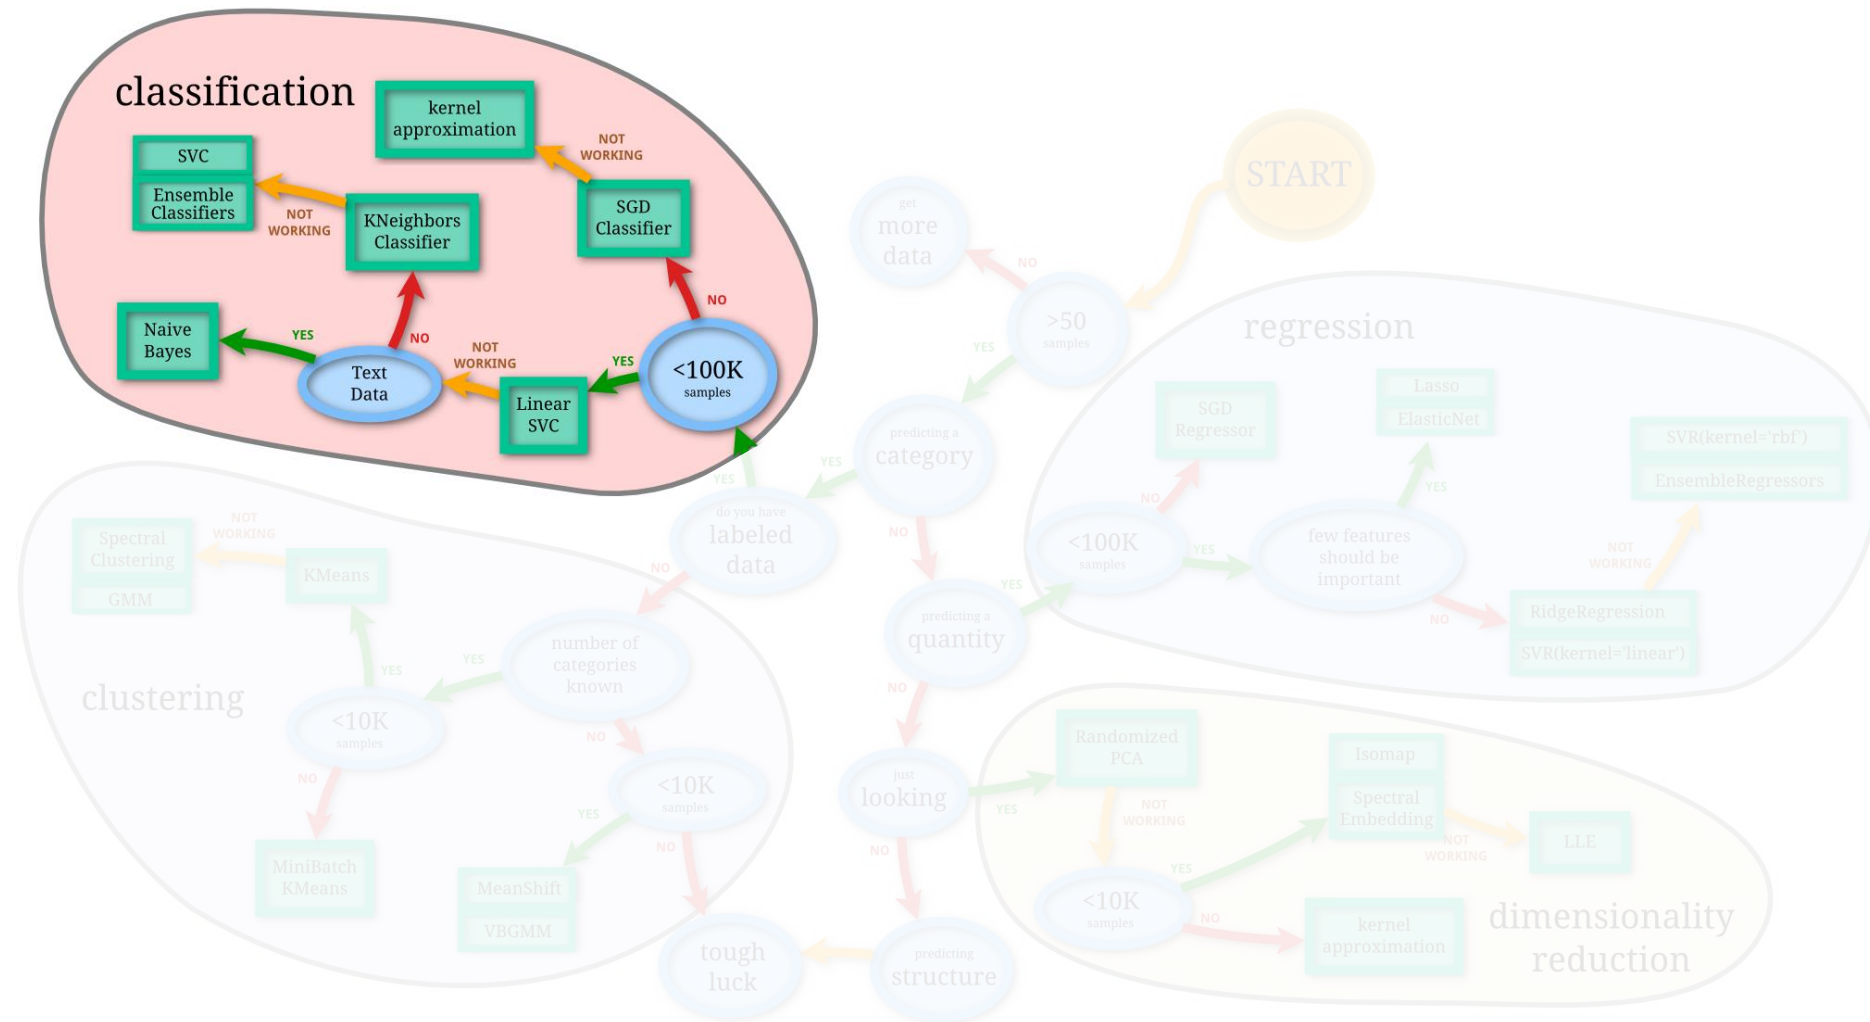 classification
kernel
approximation
NOT
WORKING
SVC
Ensemble
Classifiers
NOT
WORKING
KNeighbors
Classifier
SGD
Classifier
NO
Naive
Bayes
YES
NO
Text
Data
NOT
WORKING
Linear
SVC
YES
<100K
samples
START
get
more
data
NO
>50
samples
YES
predicting a
category
YES
NO
YES
do you have
labeled
data
NO
predicting a
quantity
YES
NO
just
looking
YES
NO
predicting
structure
tough
luck
regression
SGD
Regressor
Lasso
ElasticNet
SVR(kernel='rbf')
EnsembleRegressors
NO
YES
<100K
samples
YES
few features
should be
important
NOT
WORKING
NO
RidgeRegression
SVR(kernel='linear')
clustering
Spectral
Clustering
GMM
NOT
WORKING
KMeans
number of
categories
known
YES
YES
NO
<10K
samples
NO
<10K
samples
YES
NO
MiniBatch
KMeans
MeanShift
VBGMM
Randomized
PCA
NOT
WORKING
Isomap
Spectral
Embedding
NOT
WORKING
LLE
YES
<10K
samples
NO
kernel
approximation
dimensionality
reduction